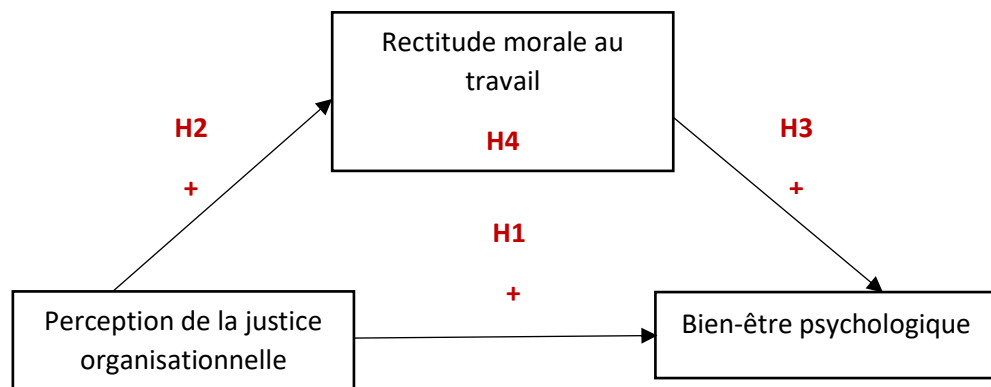 Rectitude morale au
travail
H2
H4
H3
+
+
H1
+
Perception de la justice
organisationnelle
Bien-être psychologique